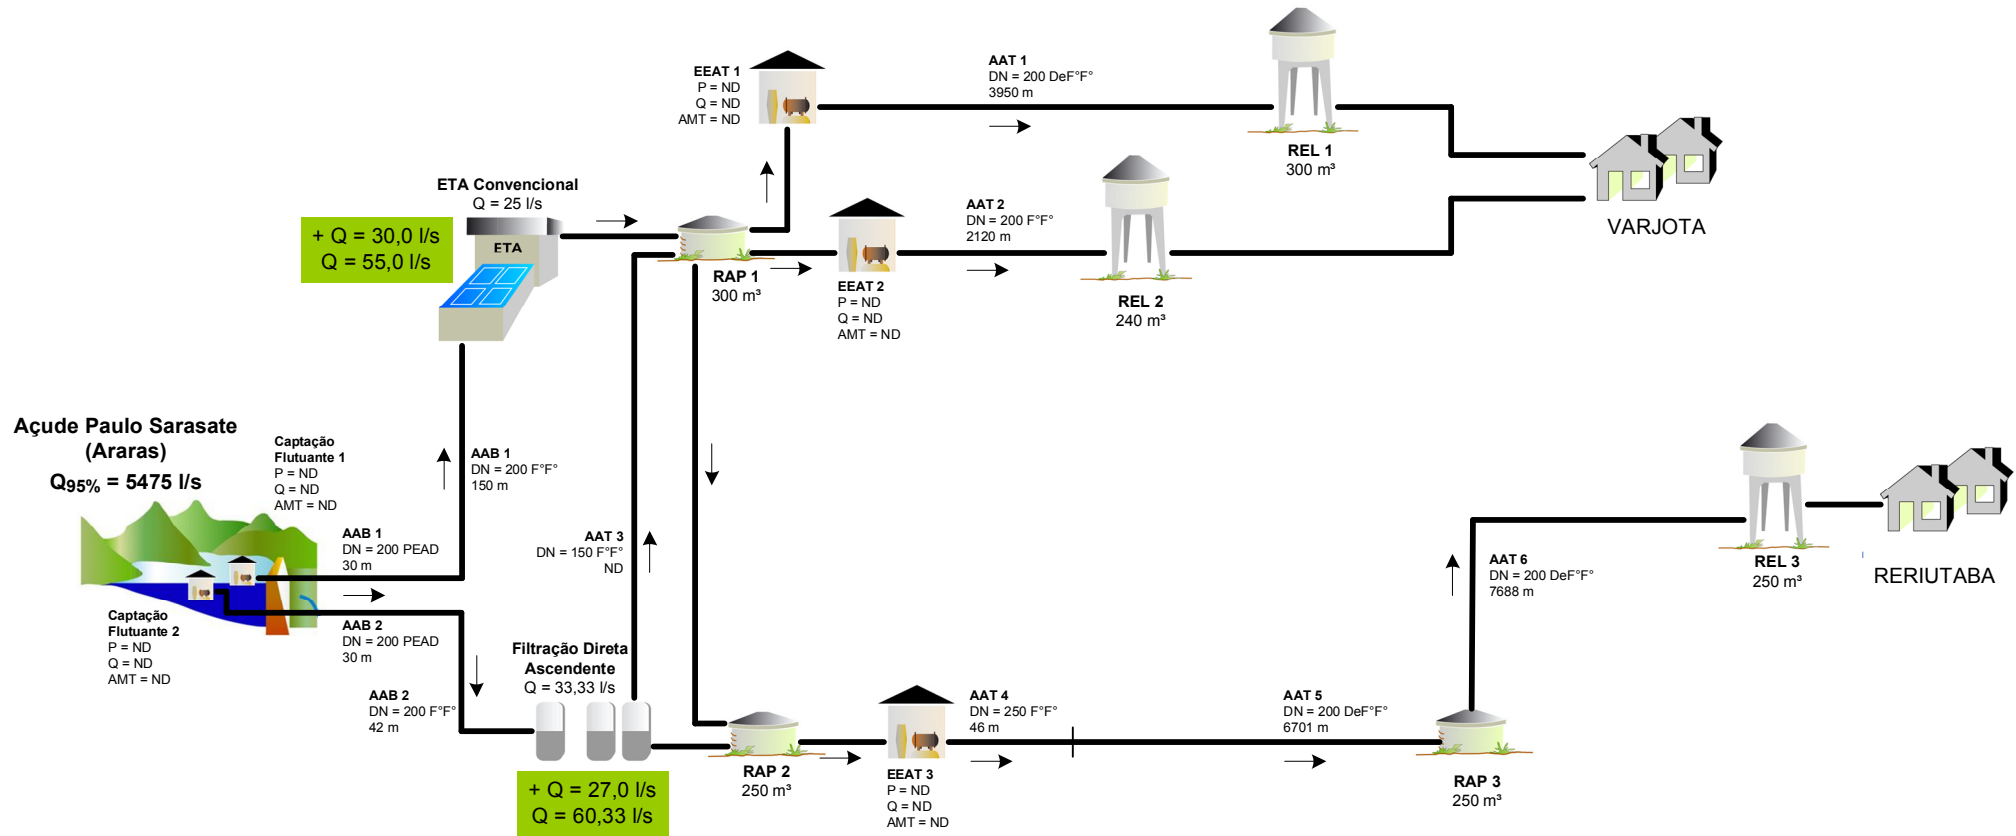 EEAT 1
P = ND
Q = ND
AMT = ND
AAT 1
DN = 200 DeF°F°
3950 m
REL 1
300 m³
ETA Convencional
Q = 25 l/s
+ Q = 30,0 l/s
Q = 55,0 l/s
ETA
RAP 1
300 m³
EEAT 2
P = ND
Q = ND
AMT = ND
AAT 2
DN = 200 F°F°
2120 m
REL 2
240 m³
VARJOTA
Açude Paulo Sarasate
(Araras)
Q95% = 5475 l/s
Captação
Flutuante 1
P = ND
Q = ND
AMT = ND
AAB 1
DN = 200 F°F°
150 m
AAB 1
DN = 200 PEAD
30 m
Captação
Flutuante 2
P = ND
Q = ND
AMT = ND
AAB 2
DN = 200 PEAD
30 m
AAB 2
DN = 200 F°F°
42 m
AAT 3
DN = 150 F°F°
ND
Filtração Direta
Ascendente
Q = 33,33 l/s
+ Q = 27,0 l/s
Q = 60,33 l/s
RAP 2
250 m³
EEAT 3
P = ND
Q = ND
AMT = ND
AAT 4
DN = 250 F°F°
46 m
AAT 5
DN = 200 DeF°F°
6701 m
RAP 3
250 m³
AAT 6
DN = 200 DeF°F°
7688 m
REL 3
250 m³
RERIUTABA